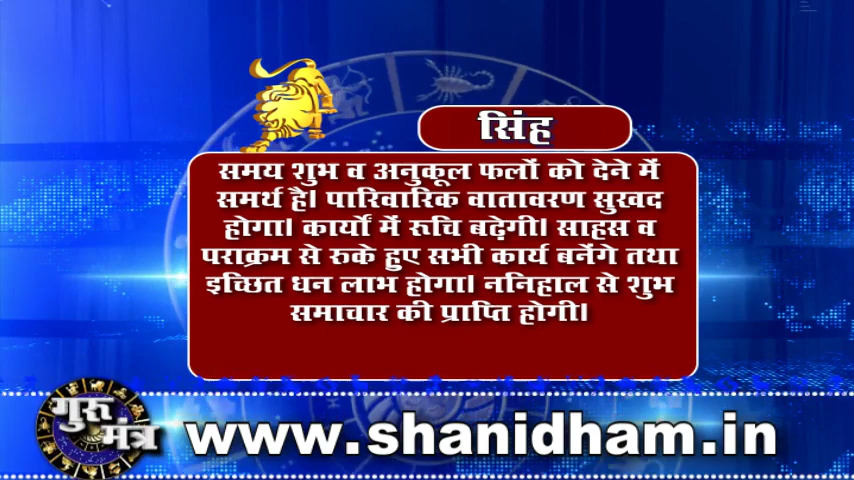 सिंह
समय शुभ व अनुकूल फलों को देने में
समर्थ है। पारिवारिक वातावरण सुखद
होगा। कार्यों में रूचि बढ़ेगी। साहस व
पराक्रम से रुके हुए सभी कार्य बनेंगे तथा
इच्छित धन लाभ होगा। ननिहाल से शुभ
समाचार की प्राप्ति होगी।
गुरु
मंत्र
www.shanidham.in